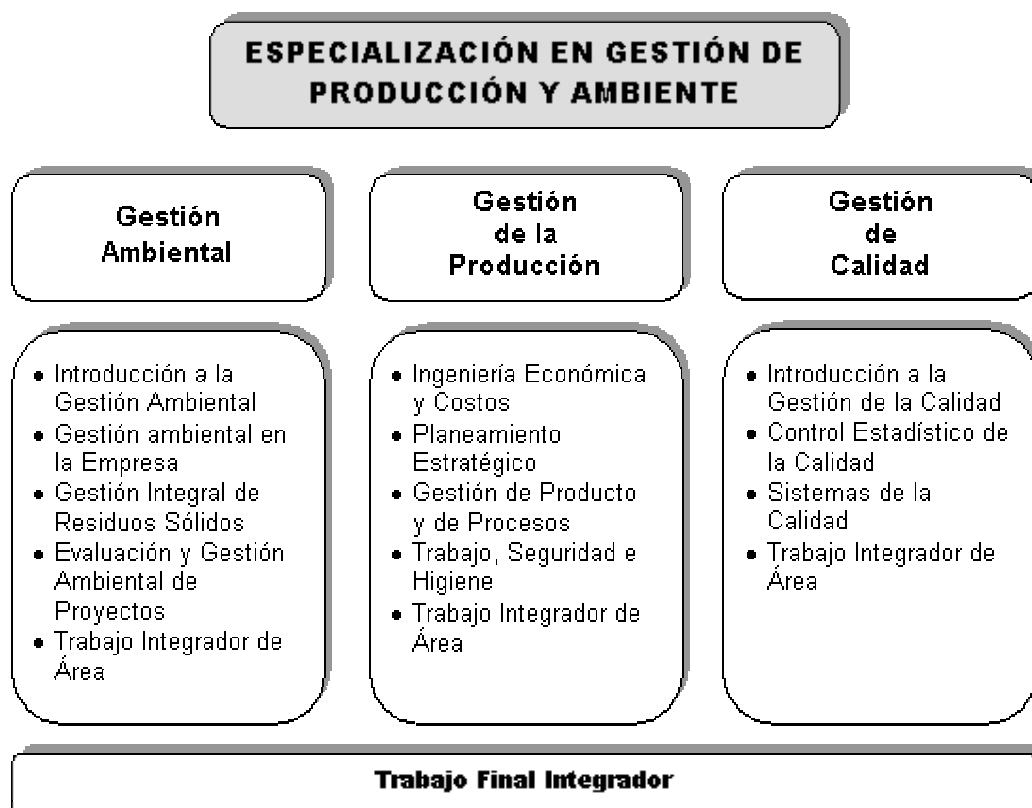 ESPECIALIZACIÓN EN GESTIÓN DE
PRODUCCIÓN Y AMBIENTE
Gestión
Ambiental
Gestión
de la
Producción
Gestión
de
Calidad
• Introducción a la
Gestión Ambiental
• Gestión ambiental en
la Empresa
• Gestión Integral de
Residuos Sólidos
• Evaluación y Gestión
Ambiental de
Proyectos
• Trabajo Integrador de
Área
• Ingeniería Económica
y Costos
• Planeamiento
Estratégico
• Gestión de Producto
y de Procesos
• Trabajo, Seguridad e
Higiene
• Trabajo Integrador de
Área
• Introducción a la
Gestión de la Calidad
• Control Estadístico de
la Calidad
• Sistemas de la
Calidad
• Trabajo Integrador de
Área
Trabajo Final Integrador